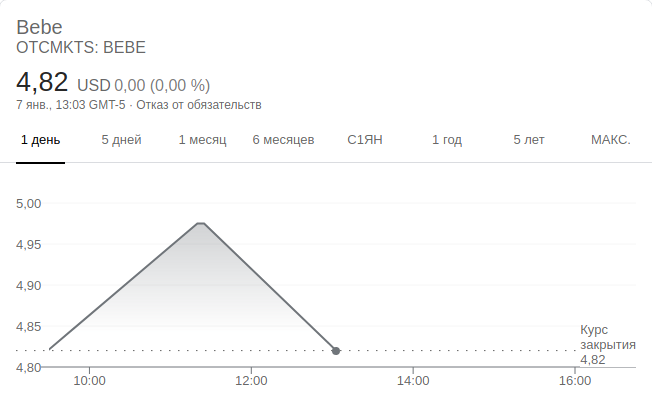 Bebe
OTCMKTS: BEBE
4,82 USD 0,00 (0,00 %)
7 янв., 13:03 GMT-5 · Отказ от обязательств
1 день 5 дней 1 месяц 6 месяцев С1ЯН 1 год 5 лет МАКС.
5,00
4,95
4,90
4,85
Курс
закрытия
4,82
4,80
10:00 12:00 14:00 16:00